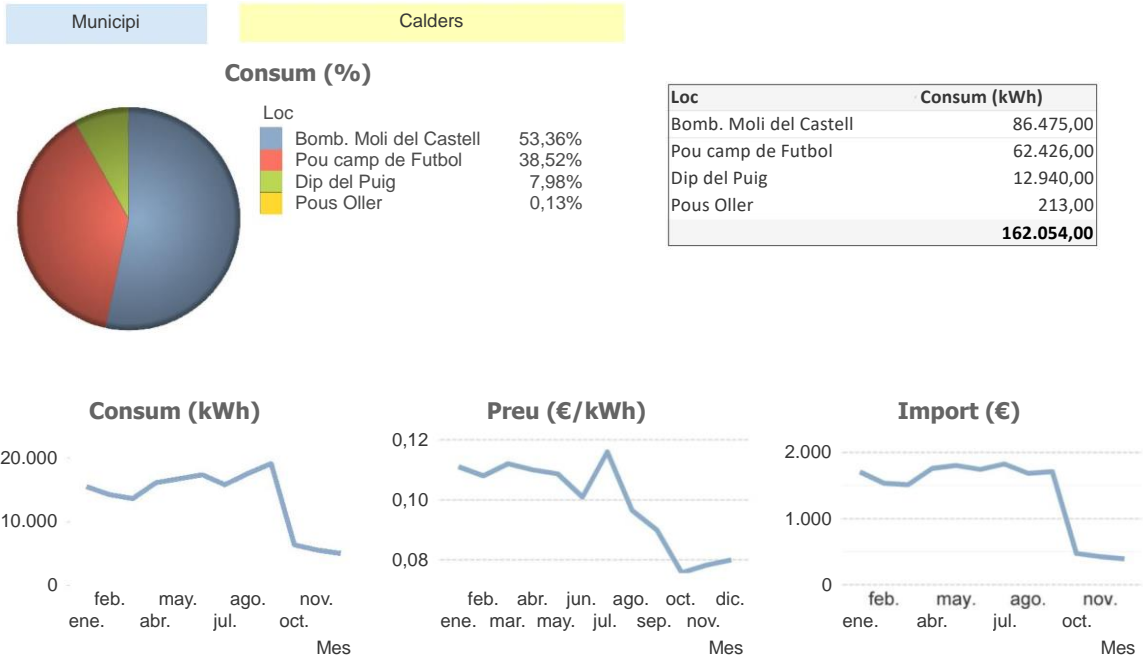 Municipi Calders
Consum (%)
Loc
Bomb. Moli del Castell 53,36%
Pou camp de Futbol 38,52%
Dip del Puig 7,98%
Pous Oller 0,13%
Loc Consum (kWh)
Bomb. Moli del Castell 86.475,00
Pou camp de Futbol 62.426,00
Dip del Puig 12.940,00
Pous Oller 213,00
162.054,00
Consum (kWh)
20.000
10.000
0
feb. may. ago. nov.
ene. abr. jul. oct.
Mes
Preu (€/kWh)
0,12
0,10
0,08
feb. abr. jun. ago. oct. dic.
ene. mar. may. jul. sep. nov.
Mes
Import (€)
2.000
1.000
0
feb. may. ago. nov.
ene. abr. jul. oct.
Mes